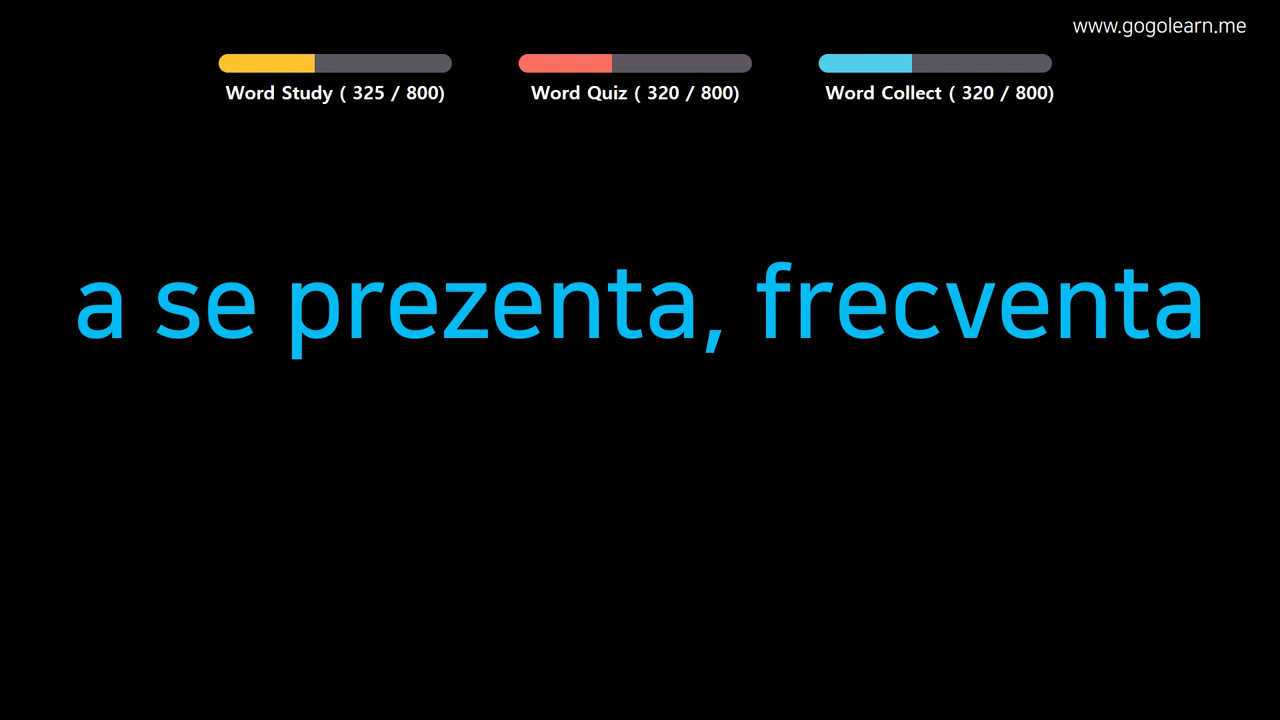 www.gogolearn.me
Word Study ( 325 / 800)
Word Quiz ( 320 / 800)
Word Collect ( 320 / 800)
a se prezenta, frecventa